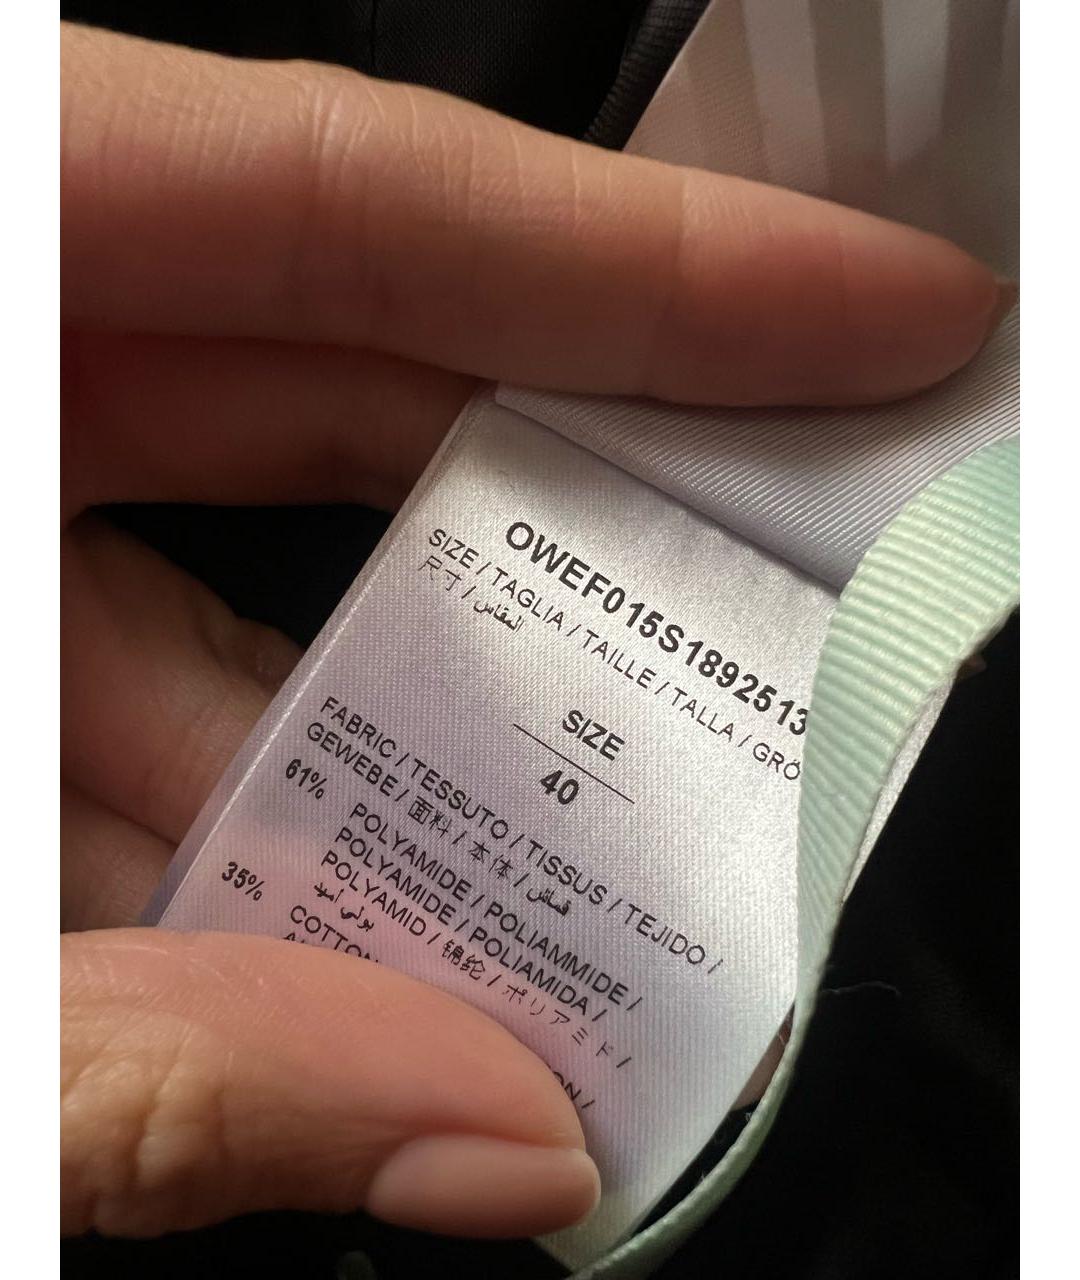 OWEF015S1892513
SIZE / TAGLIA / TAILLE / TALLA / GRÖ
尺寸 / المقاس
SIZE
40
FABRIC / TESSUTO / TISSUS / TEJIDO /
GEWEBE / 面料 / 本体 / قماش
61%
POLYAMIDE / POLIAMMIDE /
POLYAMIDE / POLIAMIDA /
POLYAMID / 锦纶 / ポリアミド /
بولي أميد
35%
COTTON
ON /